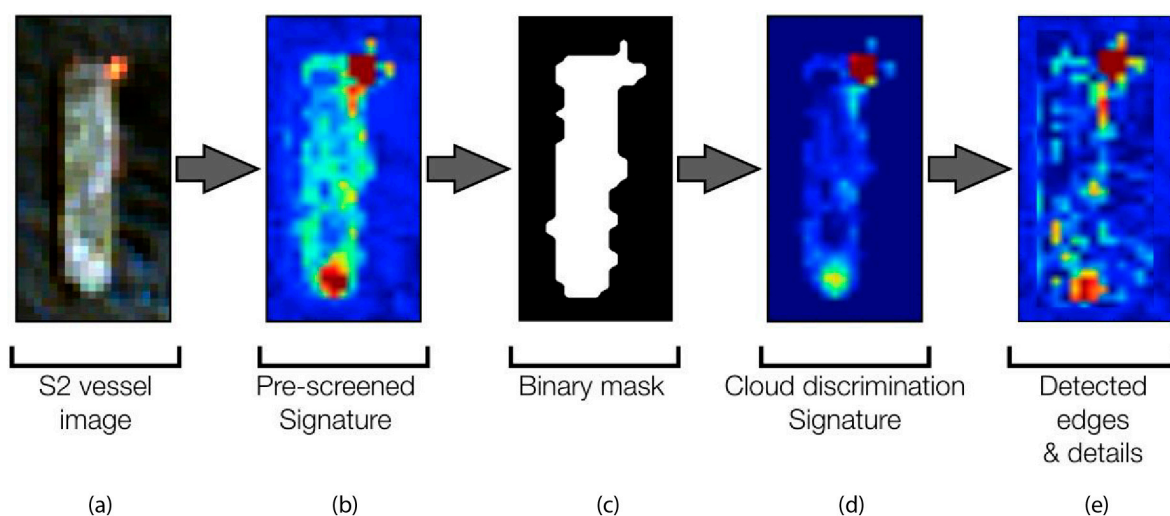 S2 vessel
image
Pre-screened
Signature
Binary mask
Cloud discrimination
Signature
Detected
edges
& details
(a)
(b)
(c)
(d)
(e)